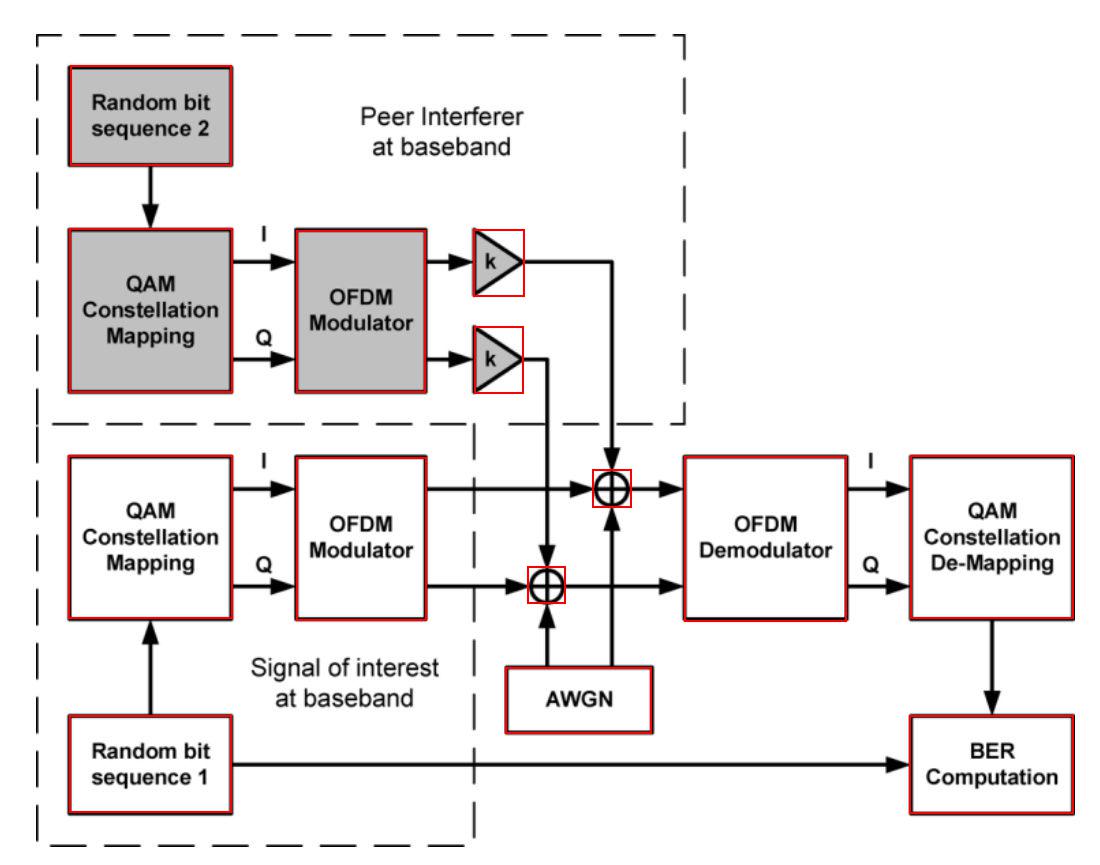 Random bit
sequence 2
Peer Interferer
at baseband
I
QAM
Constellation
Mapping
Q
OFDM
Modulator
k
k
QAM
Constellation
Mapping
I
Q
OFDM
Modulator
OFDM
Demodulator
I
Q
QAM
Constellation
De-Mapping
Signal of interest
at baseband
AWGN
Random bit
sequence 1
BER
Computation